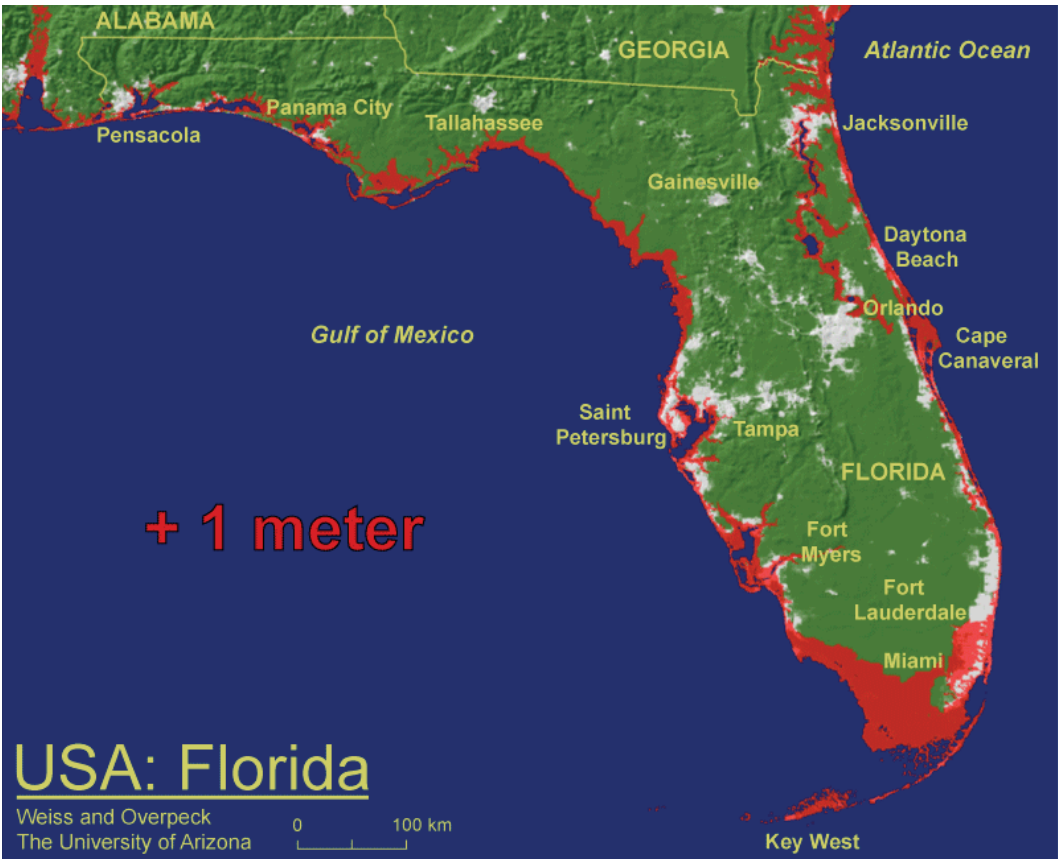 ALABAMA
GEORGIA
Atlantic Ocean
Panama City
Pensacola
Tallahassee
Jacksonville
Gainesville
Daytona
Beach
Orlando
Gulf of Mexico
Cape
Canaveral
Saint
Petersburg
Tampa
FLORIDA
+ 1 meter
Fort
Myers
Fort
Lauderdale
Miami
USA: Florida
Weiss and Overpeck
The University of Arizona
0 100 km
Key West